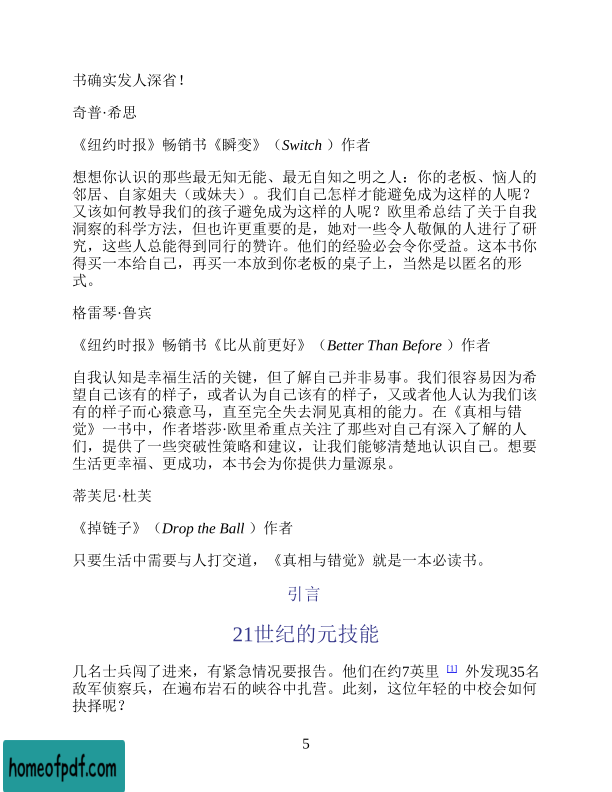 书确实发人深省！
奇普·希思
《纽约时报》畅销书《瞬变》（Switch ）作者
想想你认识的那些最无知无能、最无自知之明之人：你的老板、恼人的
邻居、自家姐夫（或妹夫）。我们自己怎样才能避免成为这样的人呢？
又该如何教导我们的孩子避免成为这样的人呢？欧里希总结了关于自我
洞察的科学方法，但也许更重要的是，她对一些令人敬佩的人进行了研
究，这些人总能得到同行的赞许。他们的经验必会令你受益。这本书你
得买一本给自己，再买一本放到你老板的桌子上，当然是以匿名的形
式。
格雷琴·鲁宾
《纽约时报》畅销书《比从前更好》（Better Than Before ）作者
自我认知是幸福生活的关键，但了解自己并非易事。我们很容易因为希
望自己该有的样子，或者认为自己该有的样子，又或者他人认为我们该
有的样子而心猿意马，直至完全失去洞见真相的能力。在《真相与错
觉》一书中，作者塔莎·欧里希重点关注了那些对自己有深入了解的人
们，提供了一些突破性策略和建议，让我们能够清楚地认识自己。想要
生活更幸福、更成功，本书会为你提供力量源泉。
蒂芙尼·杜芙
《掉链子》（Drop the Ball ）作者
只要生活中需要与人打交道，《真相与错觉》就是一本必读书。
引言
21世纪的元技能
几名士兵闯了进来，有紧急情况要报告。他们在约7英里 [1] 外发现35名
敌军侦察兵，在遍布岩石的峡谷中扎营。此刻，这位年轻的中校会如何
抉择呢？
5
homeofpdf.com